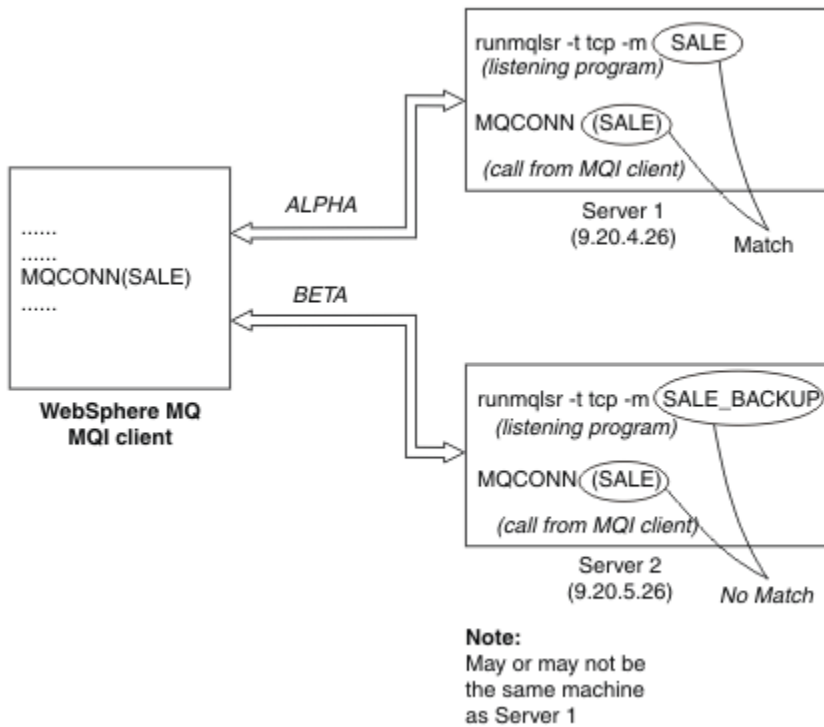 runmqlsr -t tcp -m SALE
(listening program)
MQCONN (SALE)
(call from MQI client)
Server 1
(9.20.4.26)
Match
ALPHA
......
......
MQCONN(SALE)
......
BETA
WebSphere MQ
MQI client
runmqlsr -t tcp -m SALE_BACKUP
(listening program)
MQCONN (SALE)
(call from MQI client)
Server 2
(9.20.5.26)
No Match
Note:
May or may not be
the same machine
as Server 1